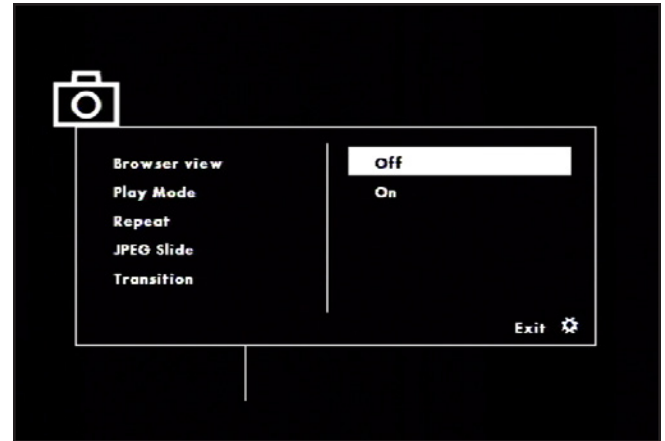 Browser view
Play Mode
Repeat
JPEG Slide
Transition
Off
On
Exit